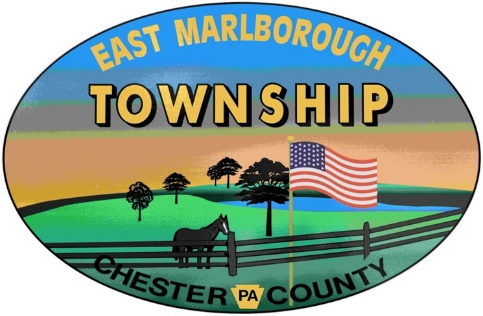 EAST MARLBOROUGH
TOWNSHIP
CHESTER PA COUNTY